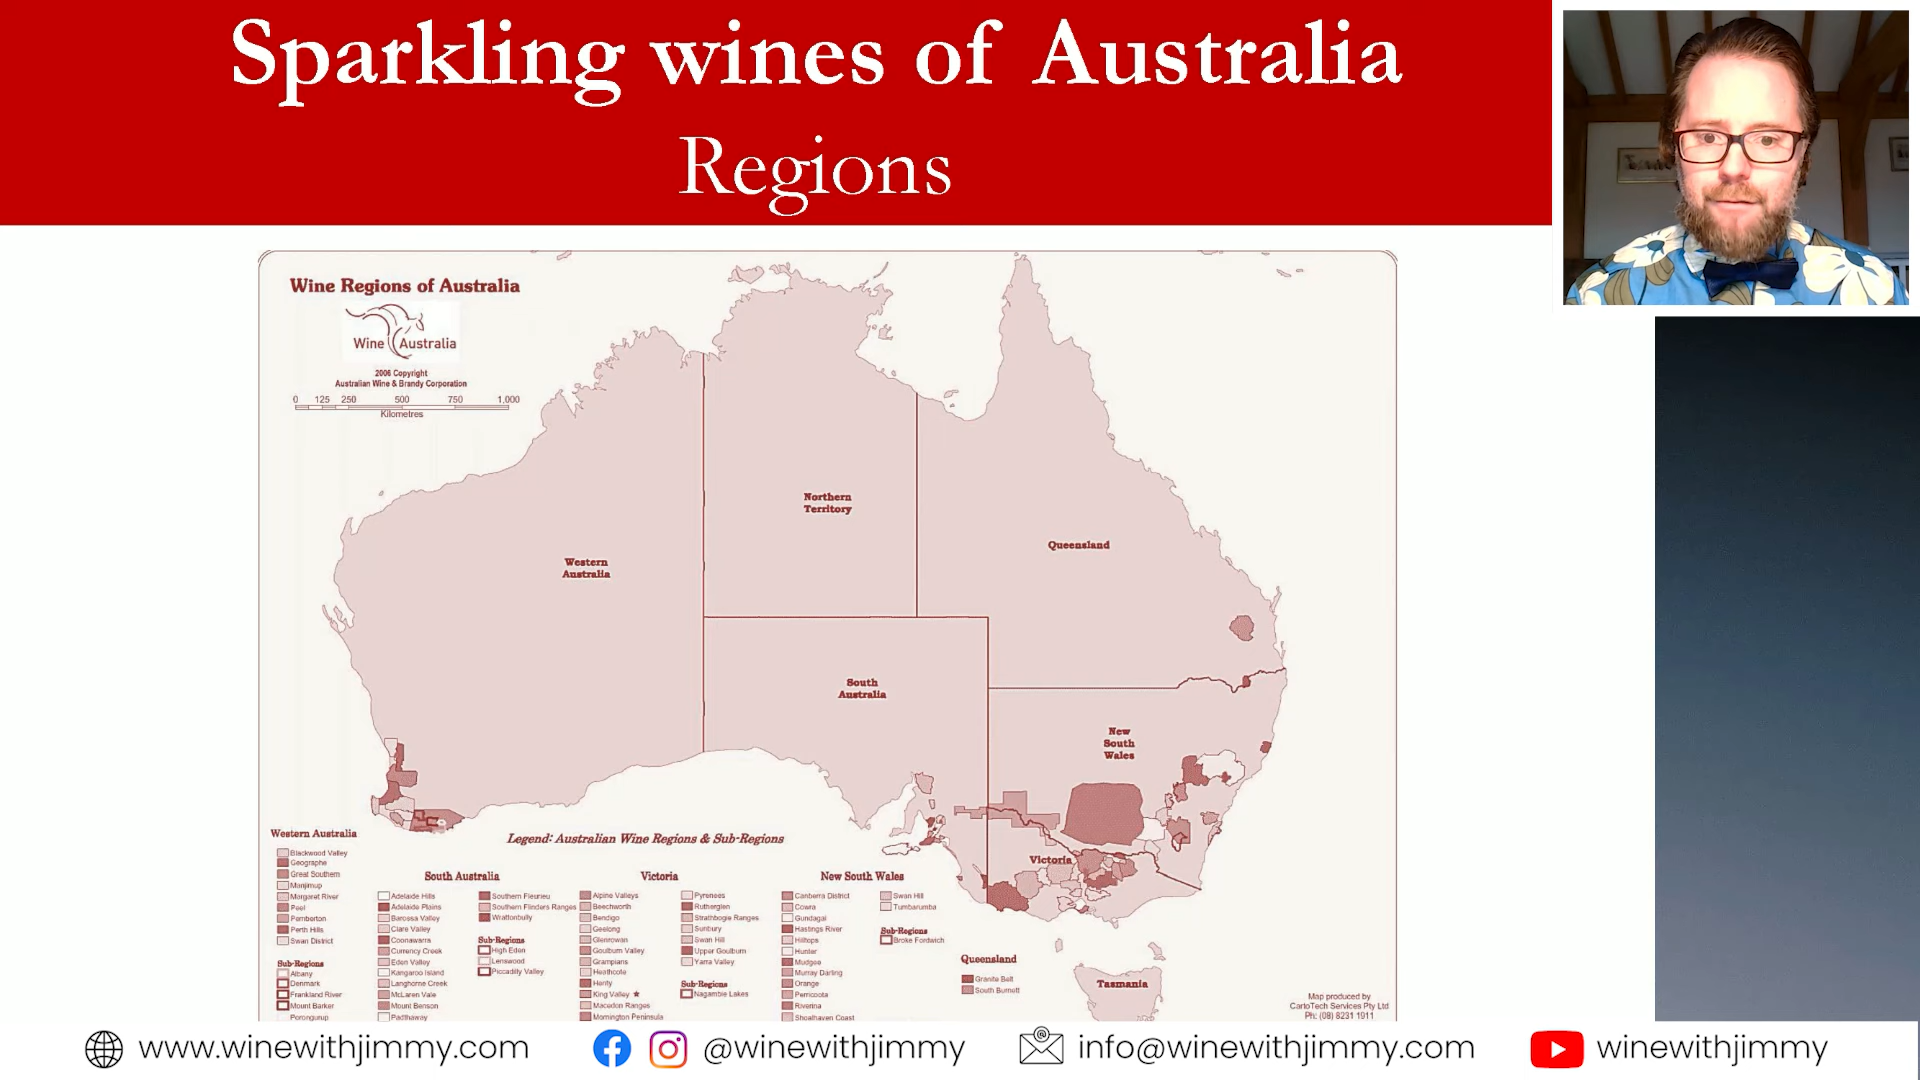 Sparkling wines of Australia
Regions
Wine Regions of Australia
Wine Australia
2006 Copyright
Australian Wine & Brandy Corporation
0 125 250 500 750 1,000
Kilometres
Northern
Territory
Queensland
Western
Australia
South
Australia
New
South
Wales
Victoria
Tasmania
Legend: Australian Wine Regions & Sub-Regions
Western Australia
Blackwood Valley
Geographe
Great Southern
Manjimup
Margaret River
Peel
Pemberton
Perth Hills
Swan District
Sub-Regions
Albany
Denmark
Frankland River
Mount Barker
Porongurup
South Australia
Adelaide Hills
Adelaide Plains
Barossa Valley
Clare Valley
Coonawarra
Currency Creek
Eden Valley
Kangaroo Island
Langhorne Creek
McLaren Vale
Mount Benson
Padthaway
Southern Fleurieu
Southern Flinders Ranges
Wrattonbully
Sub-Regions
High Eden
Lenswood
Piccadilly Valley
Victoria
Alpine Valleys
Beechworth
Bendigo
Geelong
Glenrowan
Goulburn Valley
Grampians
Heathcote
Henty
King Valley ★
Macedon Ranges
Mornington Peninsula
Pyrenees
Rutherglen
Strathbogie Ranges
Sunbury
Swan Hill
Upper Goulburn
Yarra Valley
Sub-Regions
Nagambie Lakes
New South Wales
Canberra District
Cowra
Gundagai
Hastings River
Hilltops
Hunter
Mudgee
Murray Darling
Orange
Perricoota
Riverina
Shoalhaven Coast
Swan Hill
Tumbarumba
Sub-Regions
Broke Fordwich
Queensland
Granite Belt
South Burnett
Map produced by
CartoTech Services Pty Ltd
Ph: (08) 8231 1911
www.winewithjimmy.com
@winewithjimmy
info@winewithjimmy.com
winewithjimmy